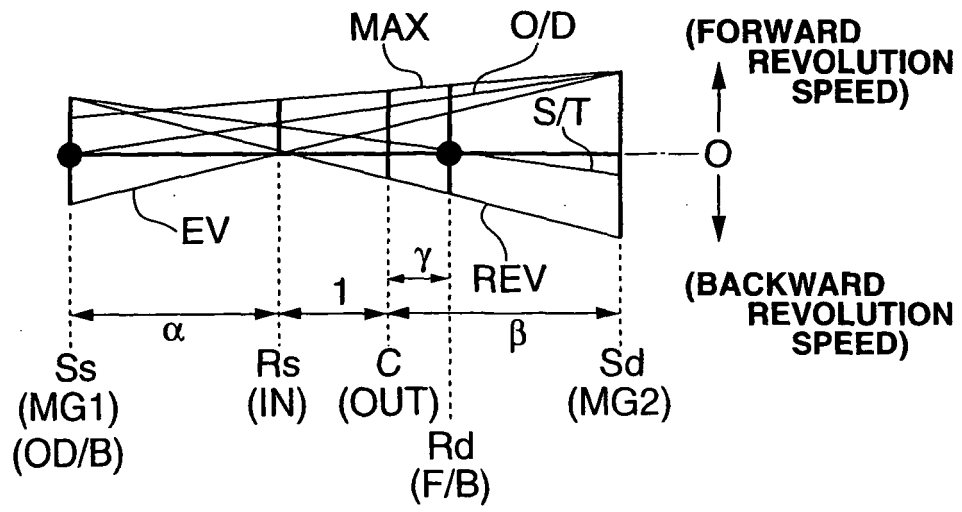 MAX
O/D
(FORWARD
REVOLUTION
SPEED)
S/T
O
EV
REV
γ
1
α
β
(BACKWARD
REVOLUTION
SPEED)
Ss
(MG1)
(OD/B)
Rs
(IN)
C
(OUT)
Rd
(F/B)
Sd
(MG2)